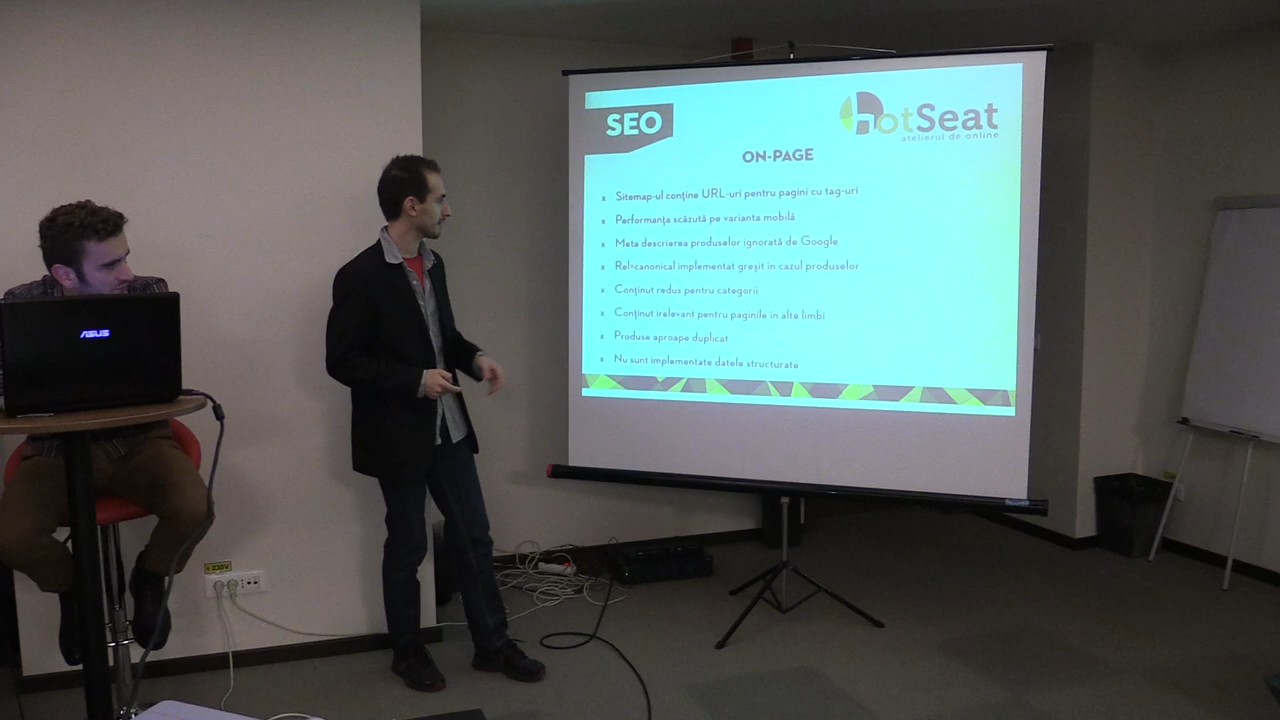 SEO
hotSeat
atelierul de online
ON-PAGE
x Sitemap-ul conține URL-uri pentru pagini cu tag-uri
x Performanța scăzută pe varianta mobilă
x Meta descrierea produselor ignorată de Google
x Rel=canonical implementat greșit in cazul produselor
x Conținut redus pentru categorii
x Conținut irelevant pentru paginile in alte limbi
x Produse aproape duplicat
x Nu sunt implementate datele structurate
ASUS
230V